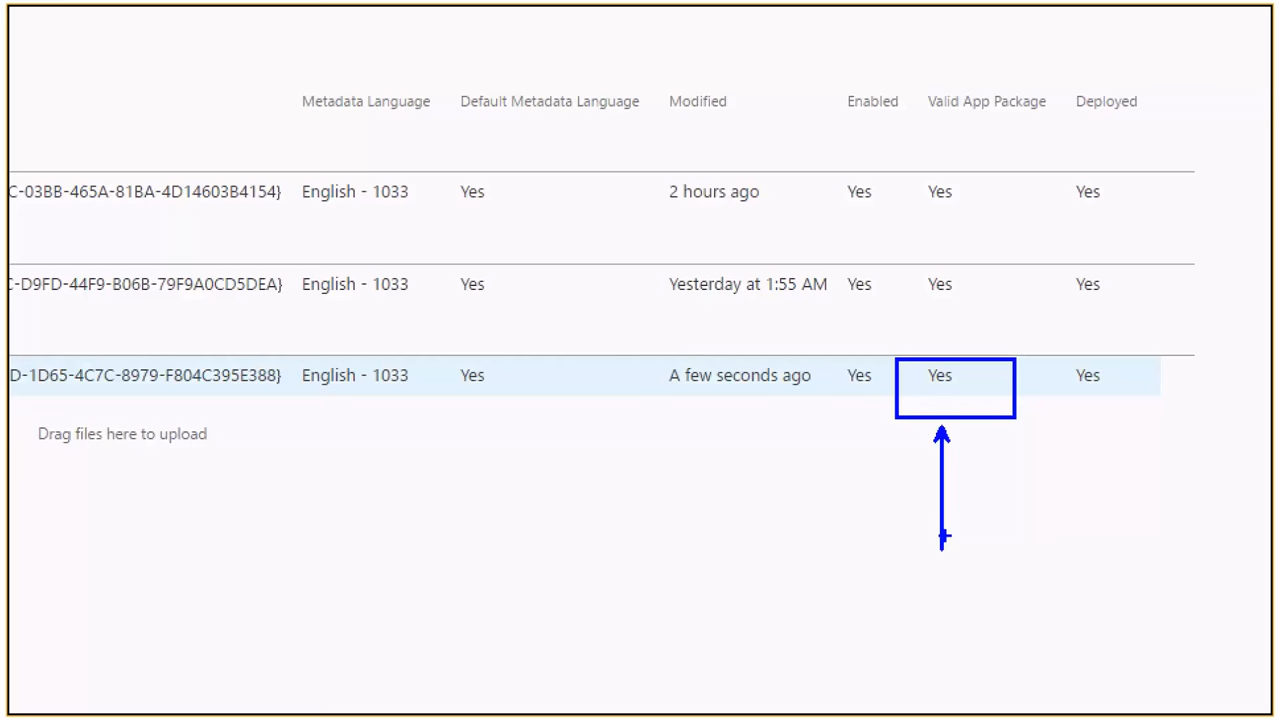 Metadata Language Default Metadata Language Modified Enabled Valid App Package Deployed
C-03BB-465A-81BA-4D14603B4154} English - 1033 Yes 2 hours ago Yes Yes Yes
C-D9FD-44F9-B06B-79F9A0CD5DEA} English - 1033 Yes Yesterday at 1:55 AM Yes Yes Yes
D-1D65-4C7C-8979-F804C395E388} English - 1033 Yes A few seconds ago Yes Yes Yes
Drag files here to upload